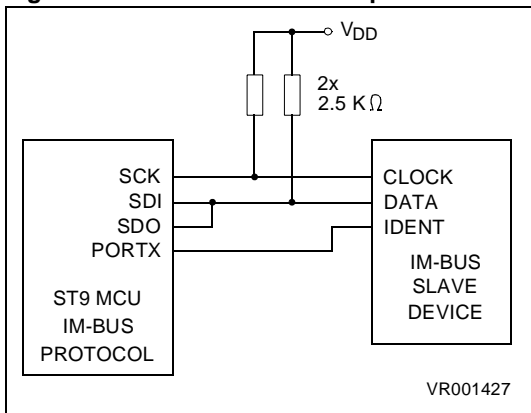 VDD
2x
2.5 KΩ
SCK
SDI
SDO
PORTX
ST9 MCU
IM-BUS
PROTOCOL
CLOCK
DATA
IDENT
IM-BUS
SLAVE
DEVICE
VR001427